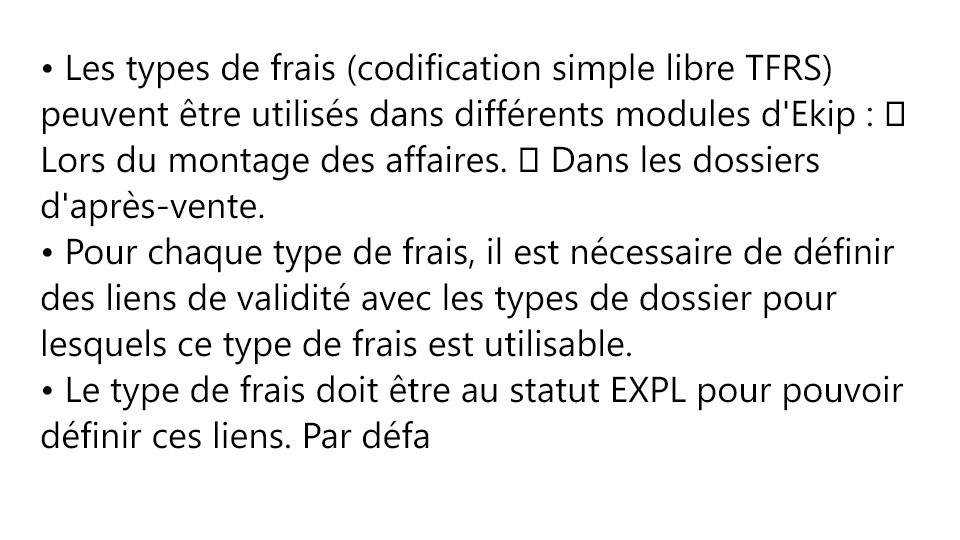 • Les types de frais (codification simple libre TFRS)
peuvent être utilisés dans différents modules d'Ekip : 
Lors du montage des affaires.  Dans les dossiers
d'après-vente.
• Pour chaque type de frais, il est nécessaire de définir
des liens de validité avec les types de dossier pour
lesquels ce type de frais est utilisable.
• Le type de frais doit être au statut EXPL pour pouvoir
définir ces liens. Par défa